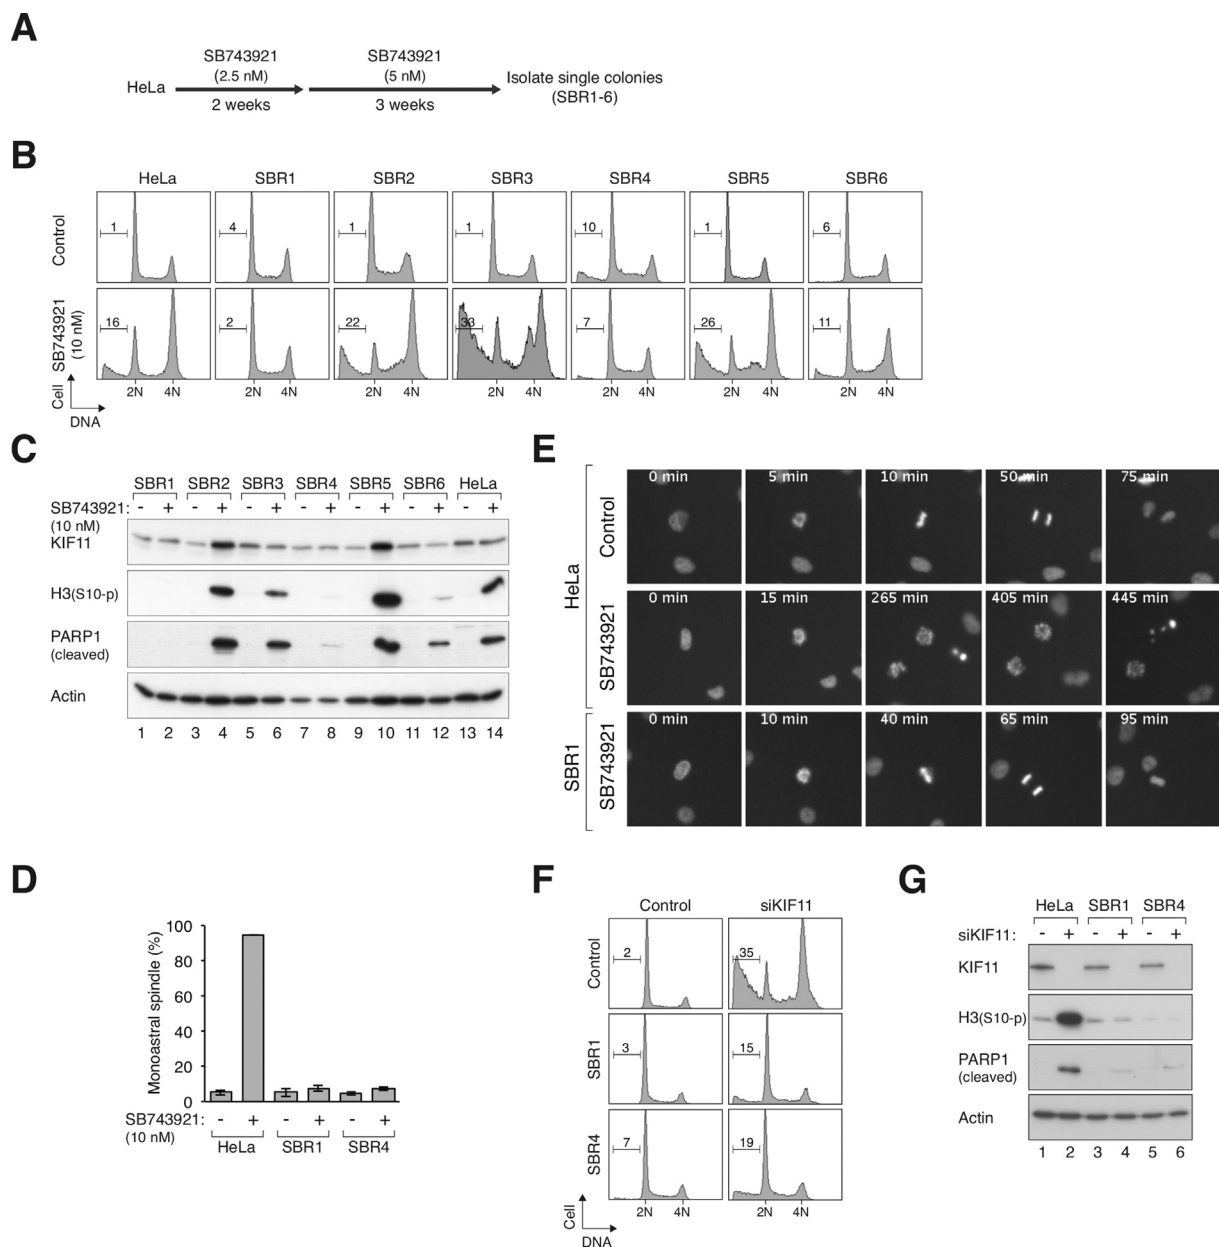 A
SB743921
(2.5 nM)
SB743921
(5 nM)
HeLa
Isolate single colonies
(SBR1-6)
2 weeks
3 weeks
B
HeLa SBR1 SBR2 SBR3 SBR4 SBR5 SBR6
Control
1 4 1 1 10 1 6
SB743921
(10 nM)
16 2 22 33 7 26 11
2N 4N 2N 4N 2N 4N 2N 4N 2N 4N 2N 4N 2N 4N
Cell
DNA
C
SBR1 SBR2 SBR3 SBR4 SBR5 SBR6 HeLa
SB743921: - + - + - + - + - + - + - +
(10 nM)
KIF11
H3(S10-p)
PARP1
(cleaved)
Actin
1 2 3 4 5 6 7 8 9 10 11 12 13 14
E
HeLa
Control
0 min 5 min 10 min 50 min 75 min
SB743921
0 min 15 min 265 min 405 min 445 min
SBR1
SB743921
0 min 10 min 40 min 65 min 95 min
D
Monoastral spindle (%)
100
80
60
40
20
0
SB743921: - + - + - +
(10 nM)
HeLa SBR1 SBR4
F
Control siKIF11
Control
2 35
SBR1
3 15
SBR4
7 19
2N 4N 2N 4N
Cell
DNA
G
HeLa SBR1 SBR4
siKIF11: - + - + - +
KIF11
H3(S10-p)
PARP1
(cleaved)
Actin
1 2 3 4 5 6